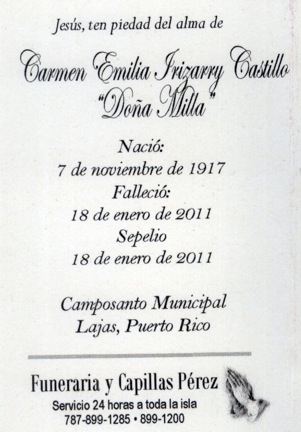 Jesús, ten piedad del alma de
Carmen Emilia Irizarry Castillo
"Doña Milla"
Nació:
7 de noviembre de 1917
Falleció:
18 de enero de 2011
Sepelio
18 de enero de 2011
Camposanto Municipal
Lajas, Puerto Rico
Funeraria y Capillas Pérez
Servicio 24 horas a toda la isla
787-899-1285 • 899-1200